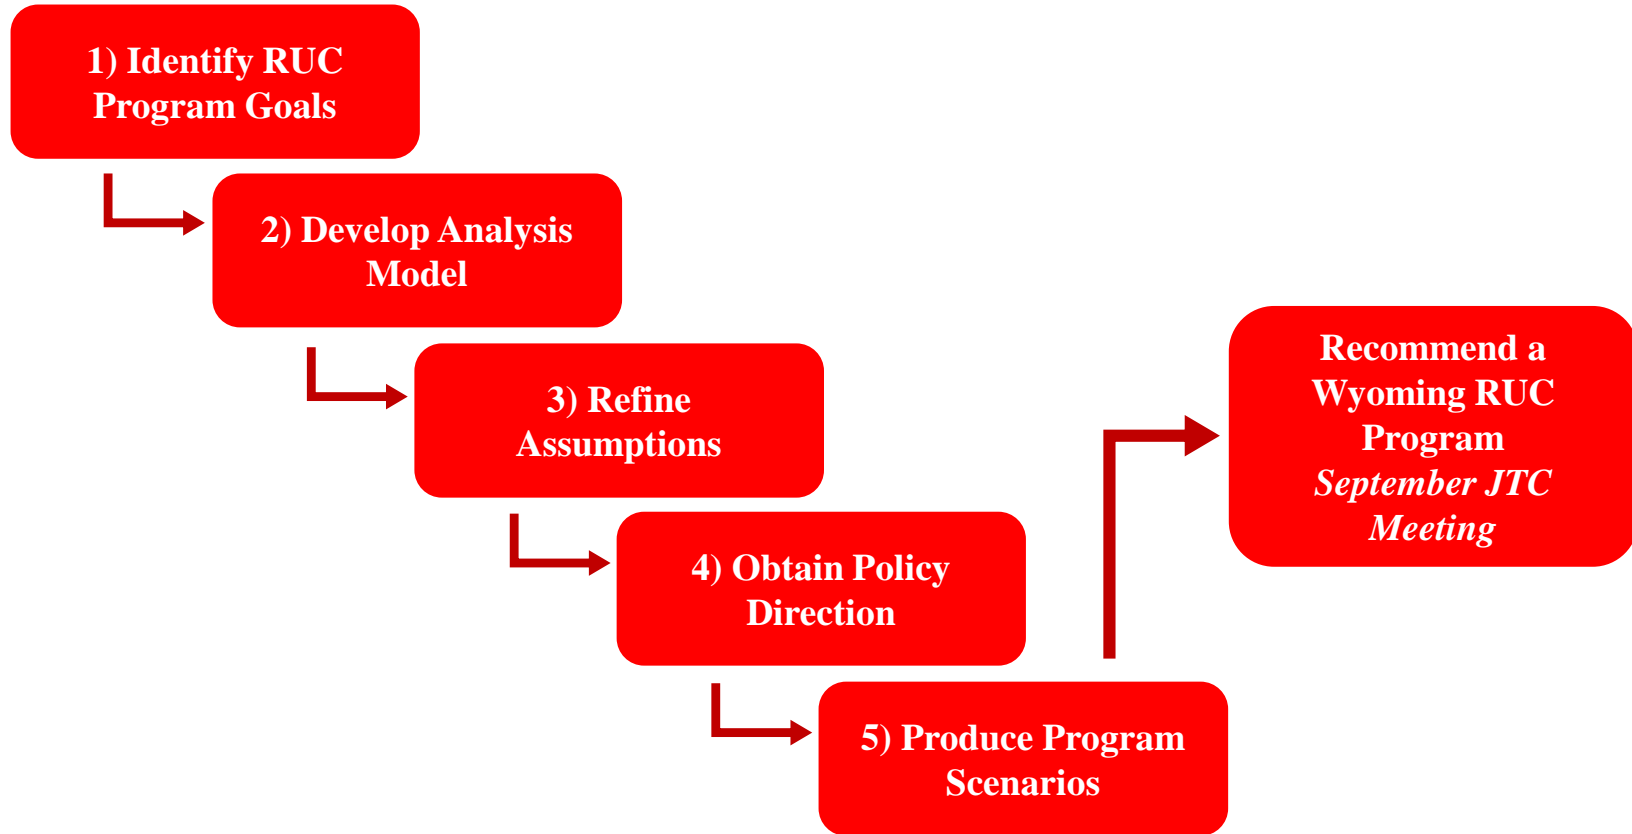 1) Identify RUC
Program Goals
2) Develop Analysis
Model
3) Refine
Assumptions
4) Obtain Policy
Direction
5) Produce Program
Scenarios
Recommend a
Wyoming RUC
Program
September JTC
Meeting